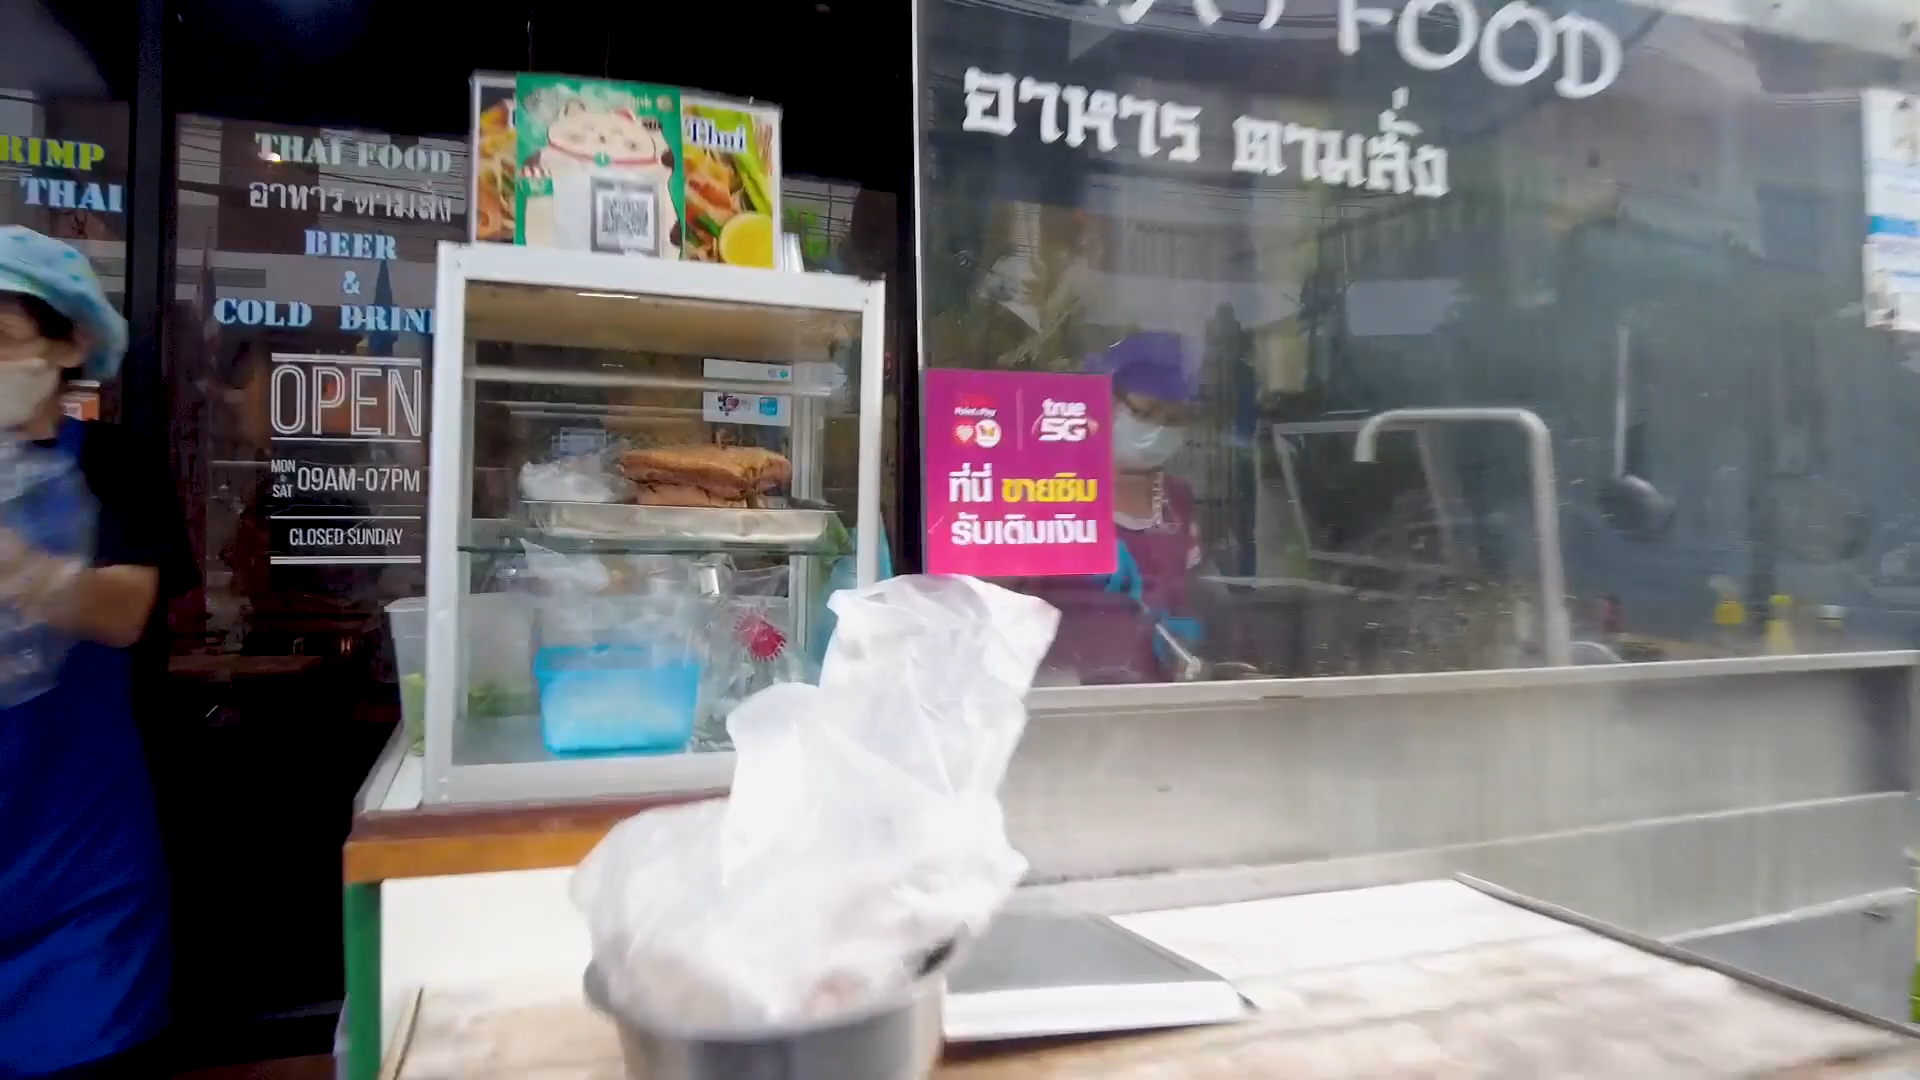 RIMP
THAI
THAI FOOD
อาหาร ตามสั่ง
BEER
&
COLD DRIN
OPEN
MON
SAT
09AM-07PM
CLOSED SUNDAY
Thai
FOOD
อาหาร ตามสั่ง
true
5G
ที่นี่ ขายซิม
รับเติมเงิน